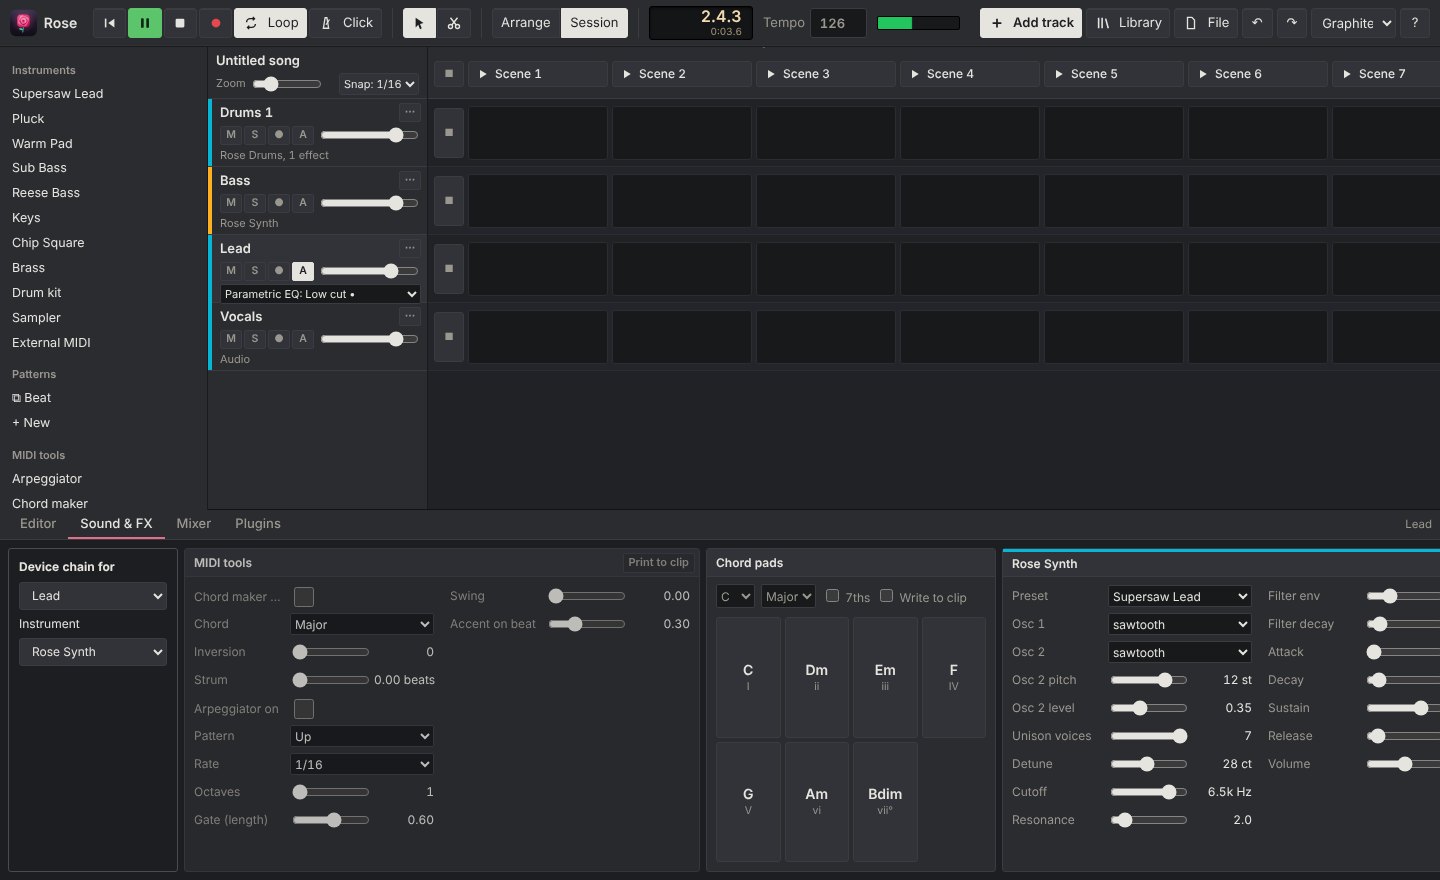 Rose
Loop
Click
Arrange
Session
2.4.3
0:03.6
Tempo
126
+ Add track
Library
File
Graphite
?
Instruments
Supersaw Lead
Pluck
Warm Pad
Sub Bass
Reese Bass
Keys
Chip Square
Brass
Drum kit
Sampler
External MIDI
Patterns
Beat
+ New
MIDI tools
Arpeggiator
Chord maker
Untitled song
Zoom
Snap: 1/16
Scene 1
Scene 2
Scene 3
Scene 4
Scene 5
Scene 6
Scene 7
Drums 1
...
M S A
Rose Drums, 1 effect
Bass
...
M S A
Rose Synth
Lead
...
M S A
Parametric EQ: Low cut •
Vocals
...
M S A
Audio
Editor
Sound & FX
Mixer
Plugins
Lead
Device chain for
Lead
Instrument
Rose Synth
MIDI tools
Print to clip
Chord maker ...
Chord
Major
Inversion
0
Strum
0.00 beats
Arpeggiator on
Pattern
Up
Rate
1/16
Octaves
1
Gate (length)
0.60
Swing
0.00
Accent on beat
0.30
Chord pads
C
Major
7ths
Write to clip
C
I
Dm
ii
Em
iii
F
IV
G
V
Am
vi
Bdim
vii°
Rose Synth
Preset
Supersaw Lead
Osc 1
sawtooth
Osc 2
sawtooth
Osc 2 pitch
12 st
Osc 2 level
0.35
Unison voices
7
Detune
28 ct
Cutoff
6.5k Hz
Resonance
2.0
Filter env
Filter decay
Attack
Decay
Sustain
Release
Volume